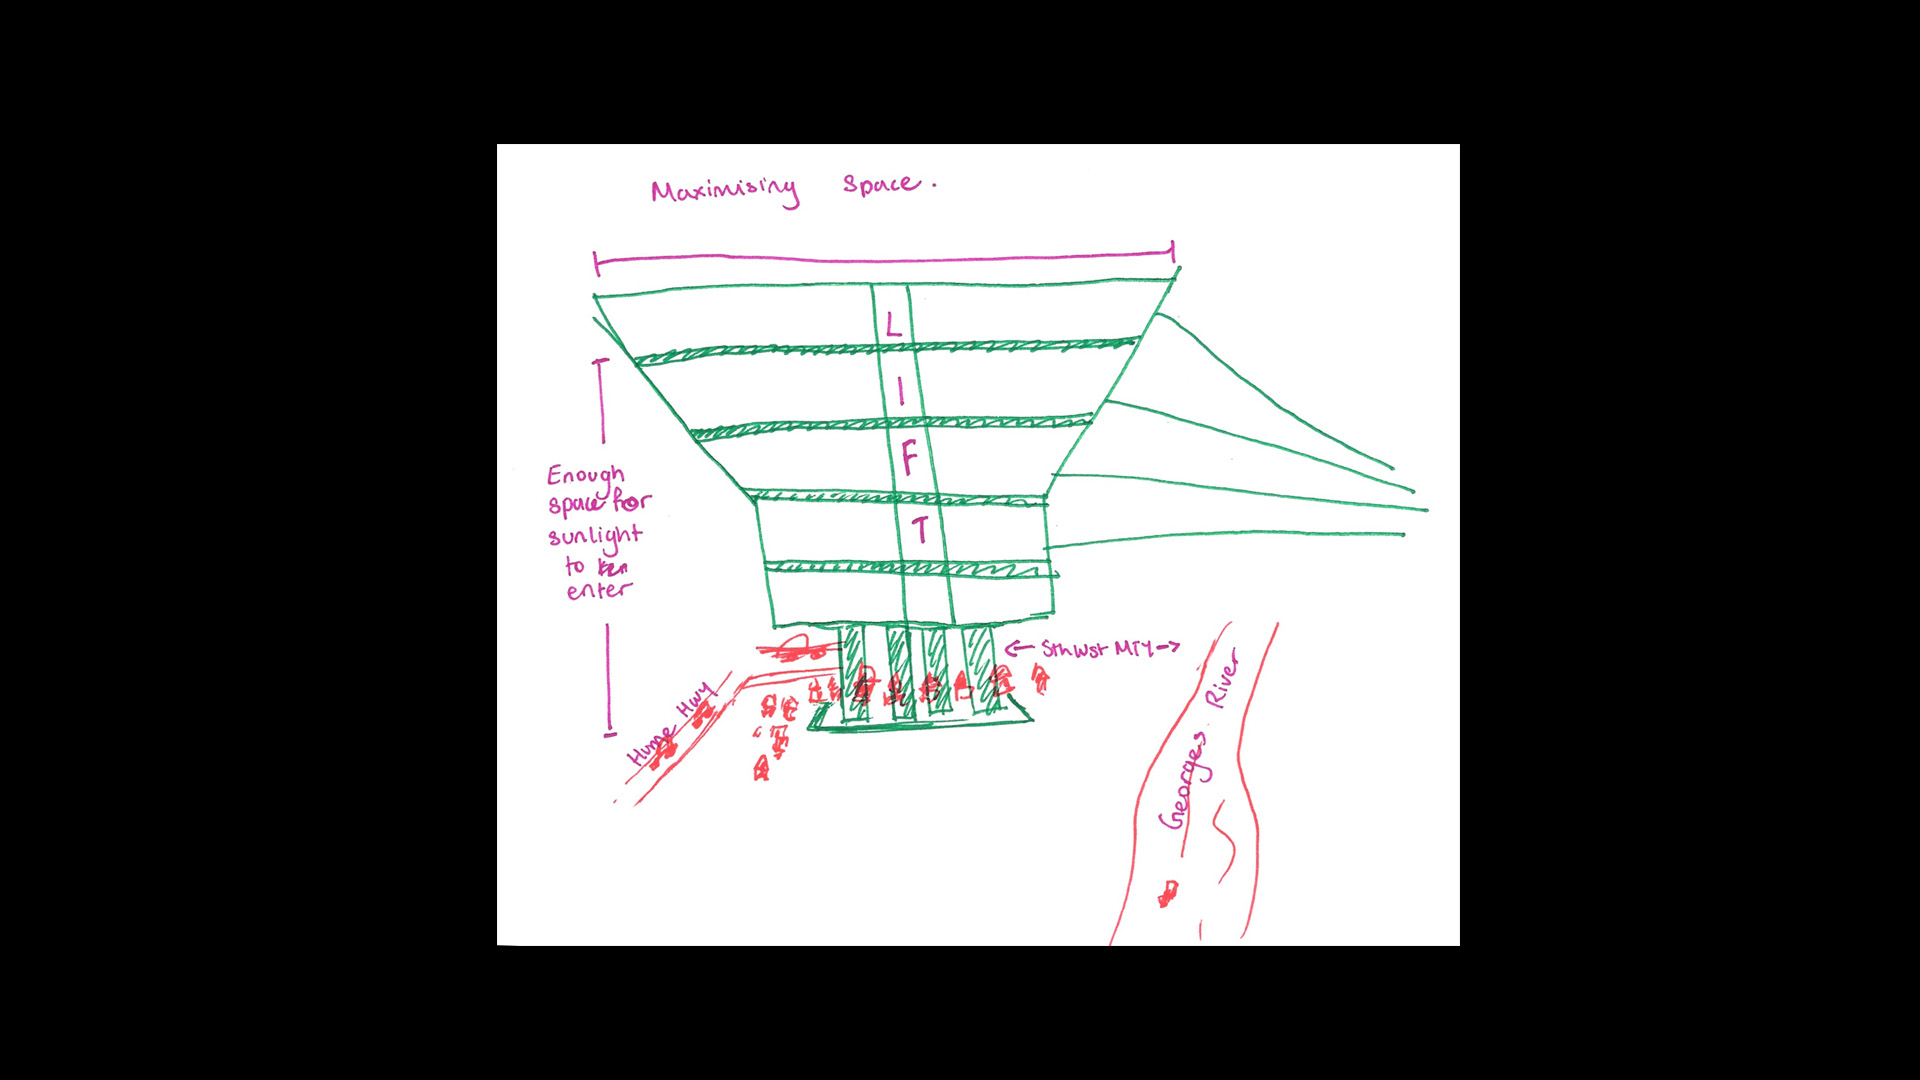 Maximising Space.
L
I
F
T
Enough
space for
sunlight
to
enter
← SthWst MTY →
Hume Hwy
Georges River